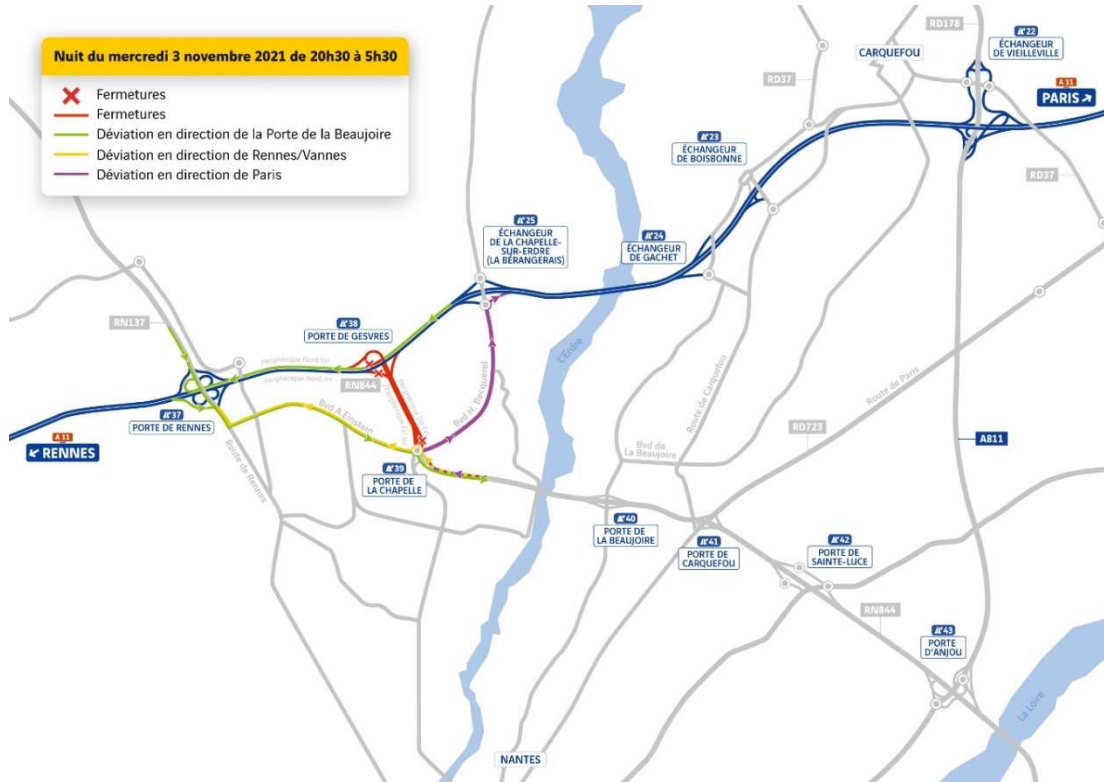 Nuit du mercredi 3 novembre 2021 de 20h30 à 5h30
Fermetures
Fermetures
Déviation en direction de la Porte de la Beaujoire
Déviation en direction de Rennes/Vannes
Déviation en direction de Paris
RD178
22
ÉCHANGEUR
DE VIEILLEVILLE
CARQUEFOU
RD37
A 11
PARIS
23
ÉCHANGEUR
DE BOISBONNE
RD37
25
ÉCHANGEUR
DE LA CHAPELLE-
SUR-ERDRE
(LA BÉRANGERAIS)
24
ÉCHANGEUR
DE GACHET
RN137
38
PORTE DE GESVRES
L'Erdre
périphérique Nord
périphérique Nord
RN844
Bvd H. Becquerel
Route de Carquefou
Route de Paris
37
PORTE DE RENNES
Bvd A.Einstein
A 11
RENNES
Route de Rennes
39
PORTE DE
LA CHAPELLE
Bvd de
La Beaujoire
RD723
A811
40
PORTE DE
LA BEAUJOIRE
41
PORTE DE
CARQUEFOU
42
PORTE DE
SAINTE-LUCE
RN844
43
PORTE
D'ANJOU
La Loire
NANTES